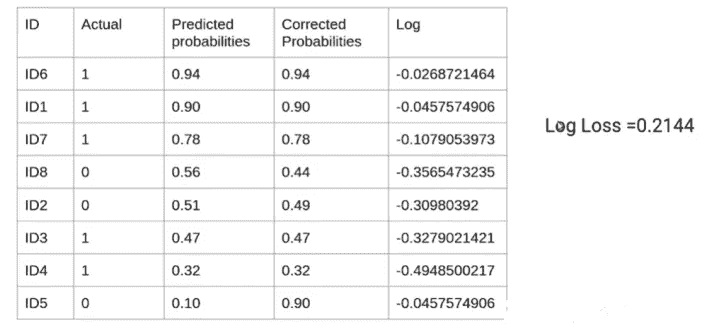 ID Actual Predicted probabilities Corrected Probabilities Log
ID6 1 0.94 0.94 -0.0268721464
ID1 1 0.90 0.90 -0.0457574906
ID7 1 0.78 0.78 -0.1079053973
ID8 0 0.56 0.44 -0.3565473235
ID2 0 0.51 0.49 -0.30980392
ID3 1 0.47 0.47 -0.3279021421
ID4 1 0.32 0.32 -0.4948500217
ID5 0 0.10 0.90 -0.0457574906
Log Loss =0.2144